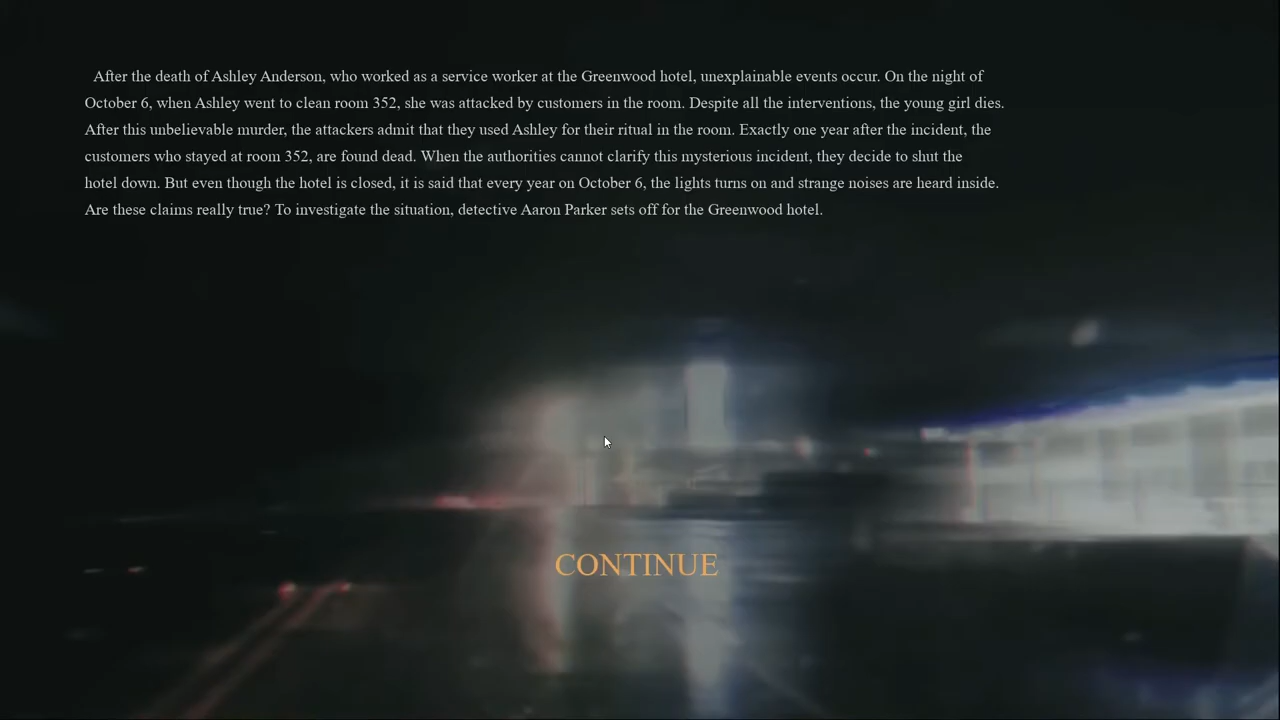 After the death of Ashley Anderson, who worked as a service worker at the Greenwood hotel, unexplainable events occur. On the night of
October 6, when Ashley went to clean room 352, she was attacked by customers in the room. Despite all the interventions, the young girl dies.
After this unbelievable murder, the attackers admit that they used Ashley for their ritual in the room. Exactly one year after the incident, the
customers who stayed at room 352, are found dead. When the authorities cannot clarify this mysterious incident, they decide to shut the
hotel down. But even though the hotel is closed, it is said that every year on October 6, the lights turns on and strange noises are heard inside.
Are these claims really true? To investigate the situation, detective Aaron Parker sets off for the Greenwood hotel.
CONTINUE